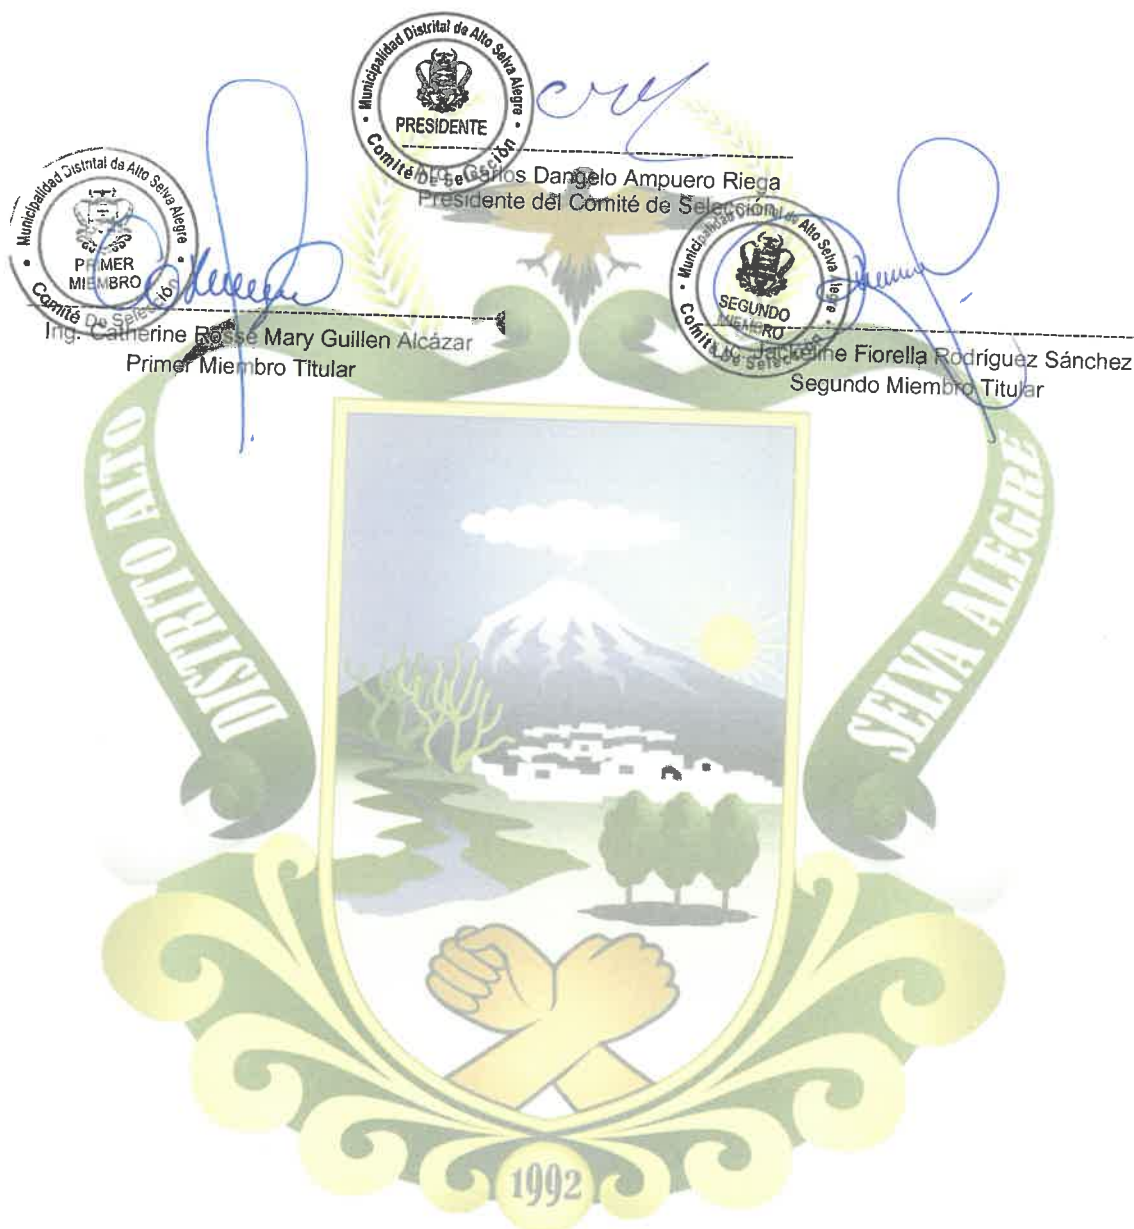 Municipalidad Distrital de Alto Selva Alegre
PRESIDENTE
Comité De Selección
Carlos Dangelo Ampuero Riega
Presidente del Comité de Selección
Municipalidad Distrital de Alto Selva Alegre
PRIMER
MIEMBRO
Comité De Selección
Ing. Catherine Rosse Mary Guillen Alcázar
Primer Miembro Titular
Municipalidad Distrital de Alto Selva Alegre
SEGUNDO
MIEMBRO
Comité De Selección
Jackeline Fiorella Rodríguez Sánchez
Segundo Miembro Titular
DISTRITO ALTO
SELVA ALEGRE
1992